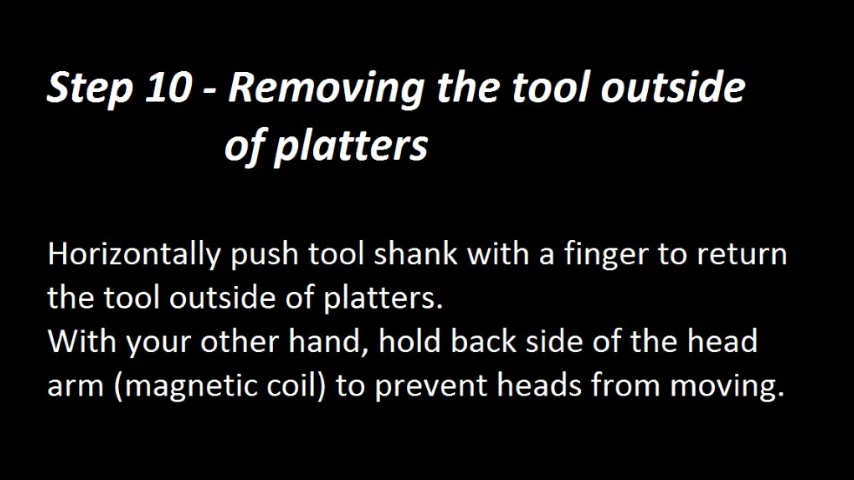 Step 10 - Removing the tool outside
of platters
Horizontally push tool shank with a finger to return
the tool outside of platters.
With your other hand, hold back side of the head
arm (magnetic coil) to prevent heads from moving.